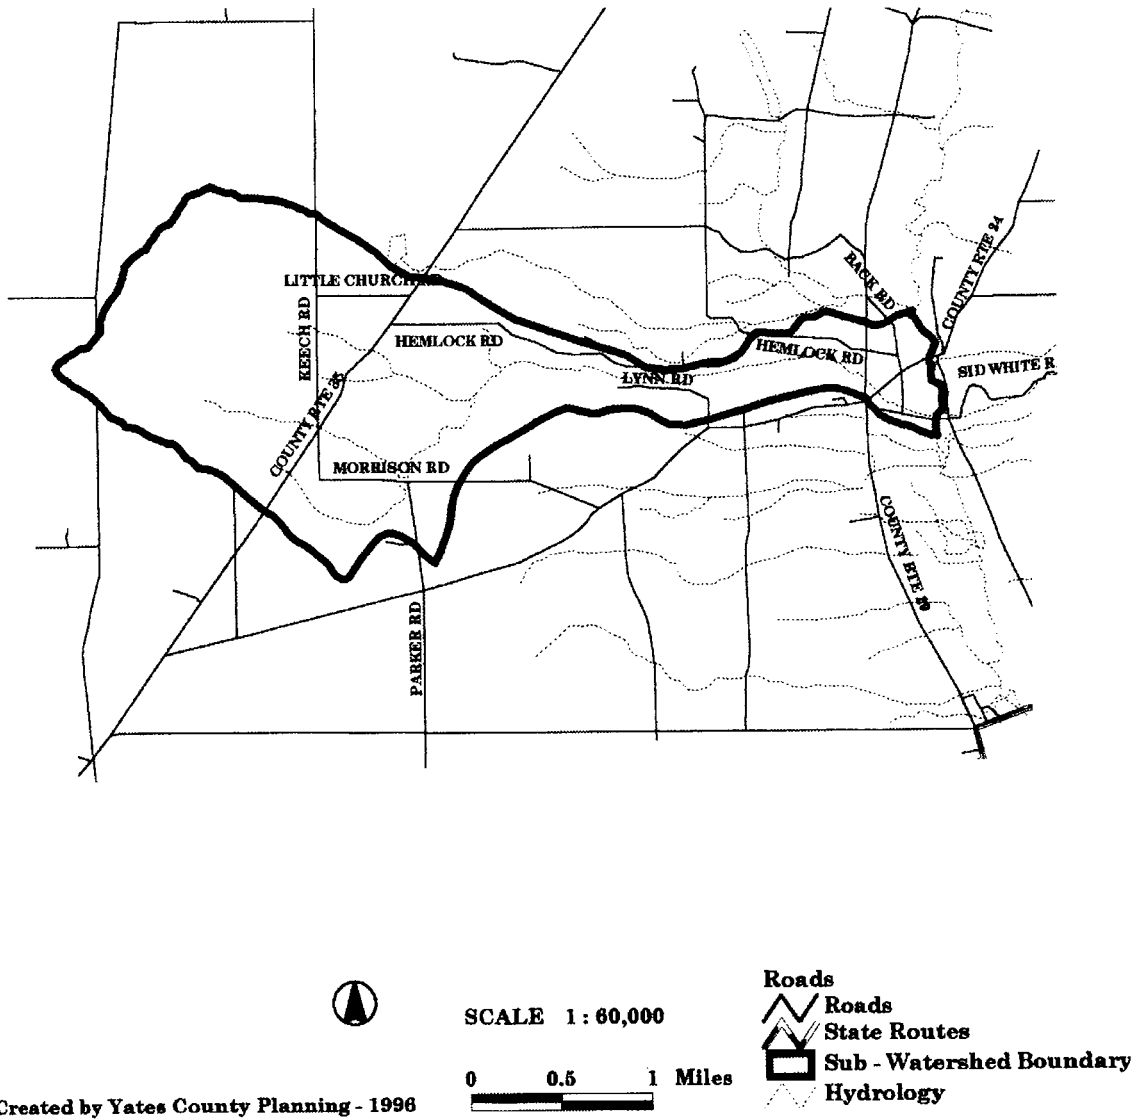 COUNTY RTE 24
BACK RD
LITTLE CHURCH RD
KEECH RD
HEMLOCK RD
HEMLOCK RD
SID WHITE R
LYNN RD
COUNTY RTE
MORRISON RD
COUNTY RTE
PARKER RD
Roads
Roads
SCALE 1 : 60,000
State Routes
Sub - Watershed Boundary
0 0.5 1 Miles
Hydrology
Created by Yates County Planning - 1996